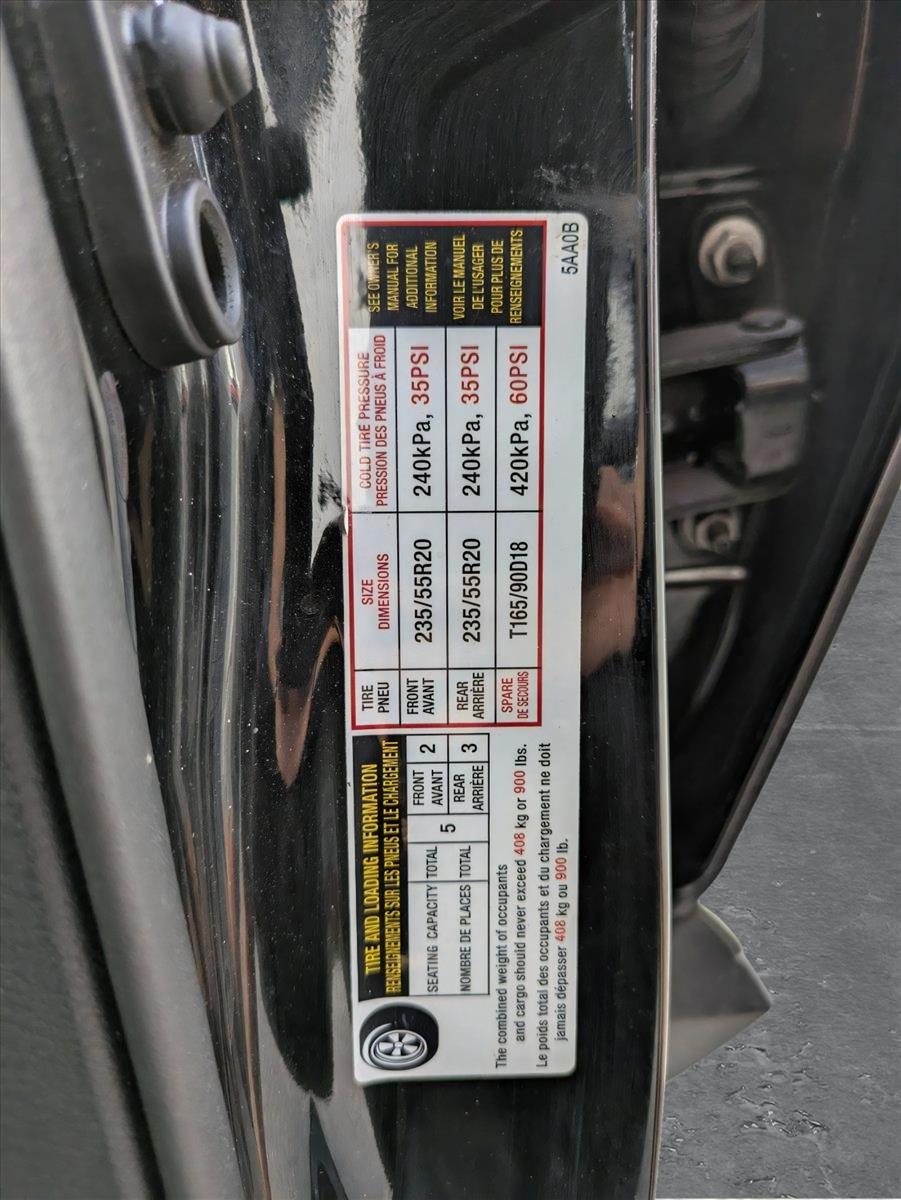 TIRE AND LOADING INFORMATION
RENSEIGNEMENTS SUR LES PNEUS ET LE CHARGEMENT
SEATING CAPACITY TOTAL 5 FRONT AVANT 2
NOMBRE DE PLACES TOTAL REAR ARRIÈRE 3
The combined weight of occupants
and cargo should never exceed 408 kg or 900 lbs.
Le poids total des occupants et du chargement ne doit
jamais dépasser 408 kg ou 900 lb.
TIRE SIZE COLD TIRE PRESSURE
PNEU DIMENSIONS PRESSION DES PNEUS À FROID
FRONT AVANT 235/55R20 240kPa, 35PSI
REAR ARRIÈRE 235/55R20 240kPa, 35PSI
SPARE DE SECOURS T165/90D18 420kPa, 60PSI
SEE OWNER'S
MANUAL FOR
ADDITIONAL
INFORMATION
VOIR LE MANUEL
DE L'USAGER
POUR PLUS DE
RENSEIGNEMENTS
5AA0B